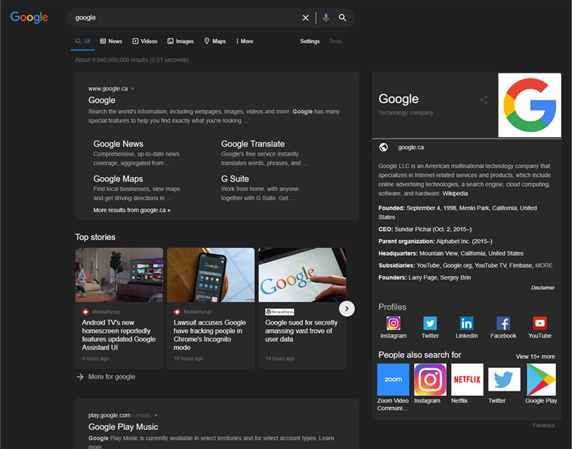 Google
google
All
News
Videos
Images
Maps
More
Settings
Tools
About 9,940,000,000 results (0.51 seconds)
www.google.ca
Google
Search the world's information, including webpages, images, videos and more. Google has many
special features to help you find exactly what you're looking ...
Google News
Comprehensive, up-to-date news
coverage, aggregated from ...
Google Translate
Google's free service instantly
translates words, phrases, and ...
Google Maps
Find local businesses, view maps
and get driving directions in ...
G Suite
Work from home. with anyone.
together with G Suite. Get ...
More results from google.ca »
Top stories
Google
MobileSyrup
Android TV's new
homescreen reportedly
features updated Google
Assistant UI
9 hours ago
MobileSyrup
Lawsuit accuses Google
have tracking people in
Chrome's Incognito
mode
18 hours ago
Google sued for secretly
amassing vast trove of
user data
14 hours ago
More for google
play.google.com › music
Google Play Music
Google Play Music is currently available in select territories and for select account types. Learn
more
Google
Technology company
G
google.ca
Google LLC is an American multinational technology company that
specializes in Internet-related services and products, which include
online advertising technologies, a search engine, cloud computing,
software, and hardware. Wikipedia
Founded: September 4, 1998, Menlo Park, California, United
States
CEO: Sundar Pichai (Oct. 2, 2015–)
Parent organization: Alphabet Inc. (2015–)
Headquarters: Mountain View, California, United States
Subsidiaries: YouTube, Google.org, YouTube TV, Firebase, MORE
Founders: Larry Page, Sergey Brin
Disclaimer
Profiles
Instagram
Twitter
LinkedIn
Facebook
YouTube
People also search for
View 15+ more
zoom
NETFLIX
Zoom Video
Communi...
Instagram
Netflix
Twitter
Google Play
Feedback